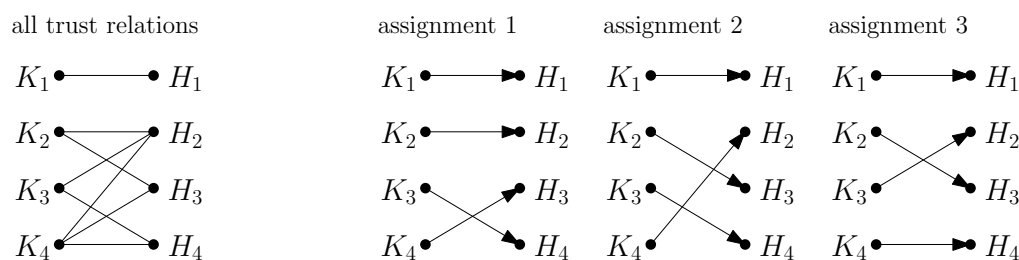 all trust relations assignment 1 assignment 2 assignment 3
K₁ H₁ K₁ H₁ K₁ H₁ K₁ H₁
K₂ H₂ K₂ H₂ K₂ H₂ K₂ H₂
K₃ H₃ K₃ H₃ K₃ H₃ K₃ H₃
K₄ H₄ K₄ H₄ K₄ H₄ K₄ H₄